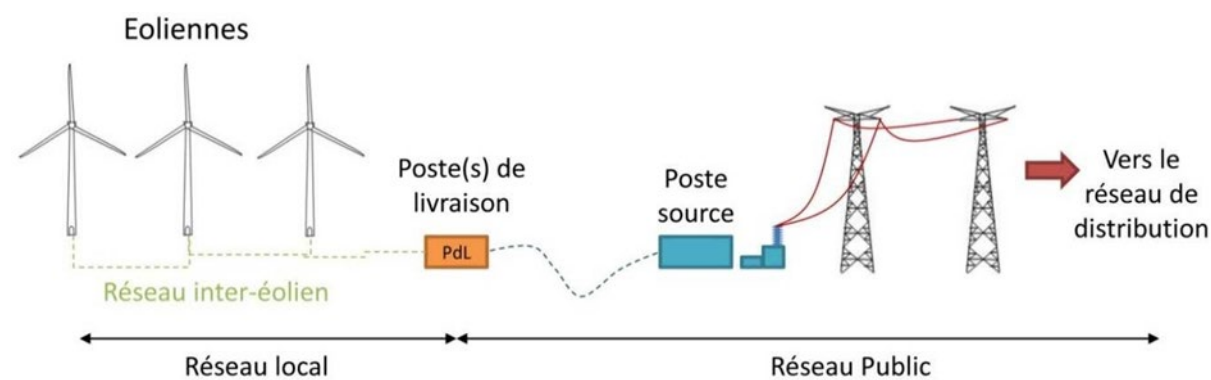 Eoliennes
Poste(s) de
livraison
PdL
Poste
source
Vers le
réseau de
distribution
Réseau inter-éolien
Réseau local
Réseau Public